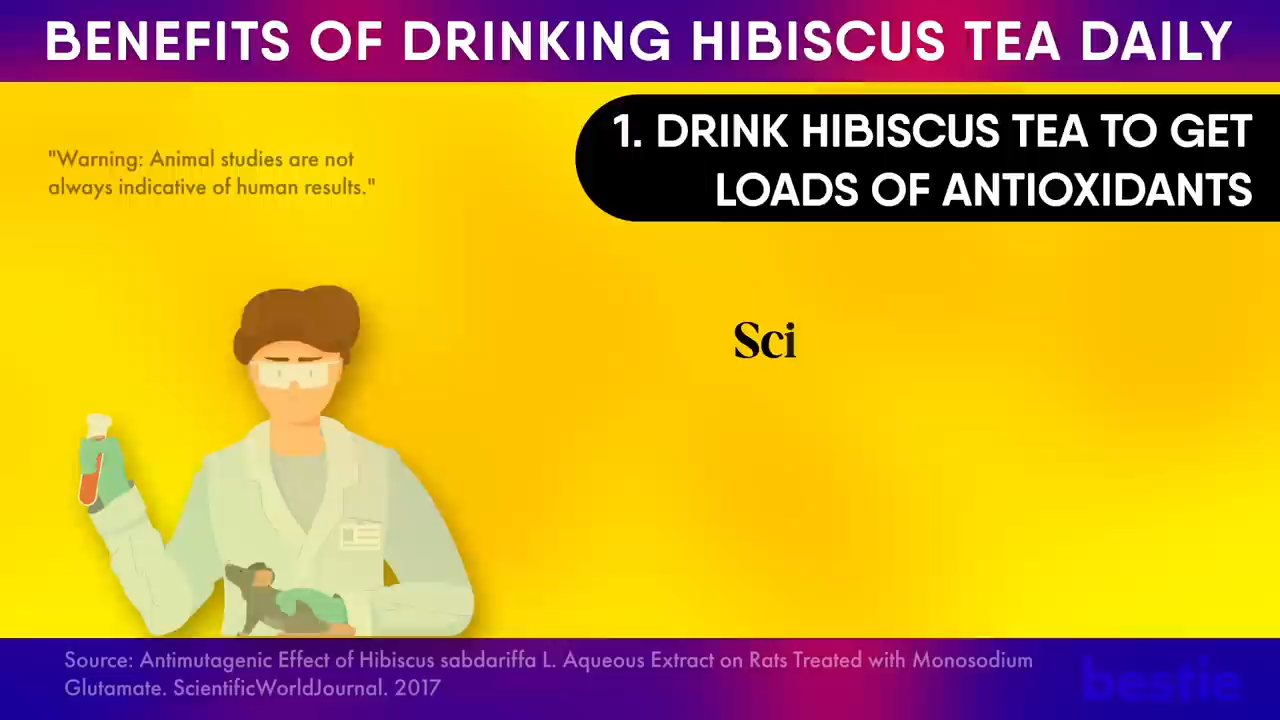 BENEFITS OF DRINKING HIBISCUS TEA DAILY
1. DRINK HIBISCUS TEA TO GET
LOADS OF ANTIOXIDANTS
"Warning: Animal studies are not
always indicative of human results."
Sci
Source: Antimutagenic Effect of Hibiscus sabdariffa L. Aqueous Extract on Rats Treated with Monosodium
Glutamate. ScientificWorldJournal. 2017
bestie